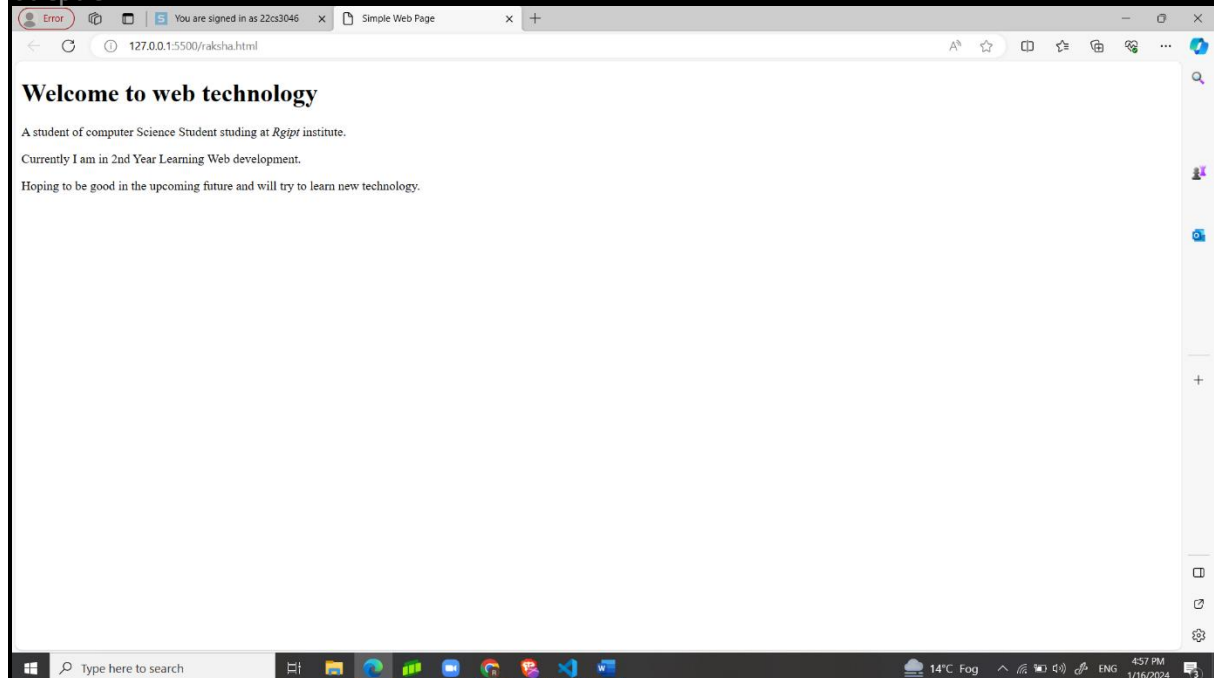 Error
You are signed in as 22cs3046
Simple Web Page
127.0.0.1:5500/raksha.html
Welcome to web technology
A student of computer Science Student studing at Rgipt institute.
Currently I am in 2nd Year Learning Web development.
Hoping to be good in the upcoming future and will try to learn new technology.
Type here to search
14°C Fog
ENG
4:57 PM
1/16/2024